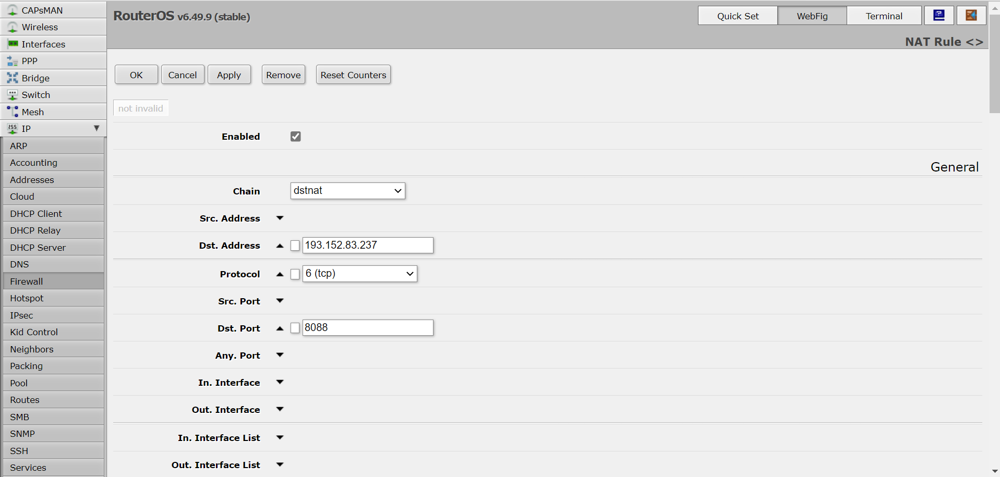 RouterOS v6.49.9 (stable)
Quick Set
WebFig
Terminal
NAT Rule <>
CAPsMAN
Wireless
Interfaces
PPP
Bridge
Switch
Mesh
255
IP
ARP
Accounting
Addresses
Cloud
DHCP Client
DHCP Relay
DHCP Server
DNS
Firewall
Hotspot
IPsec
Kid Control
Neighbors
Packing
Pool
Routes
SMB
SNMP
SSH
Services
OK
Cancel
Apply
Remove
Reset Counters
not invalid
Enabled
General
Chain
dstnat
Src. Address
Dst. Address
193.152.83.237
Protocol
6 (tcp)
Src. Port
Dst. Port
8088
Any. Port
In. Interface
Out. Interface
In. Interface List
Out. Interface List